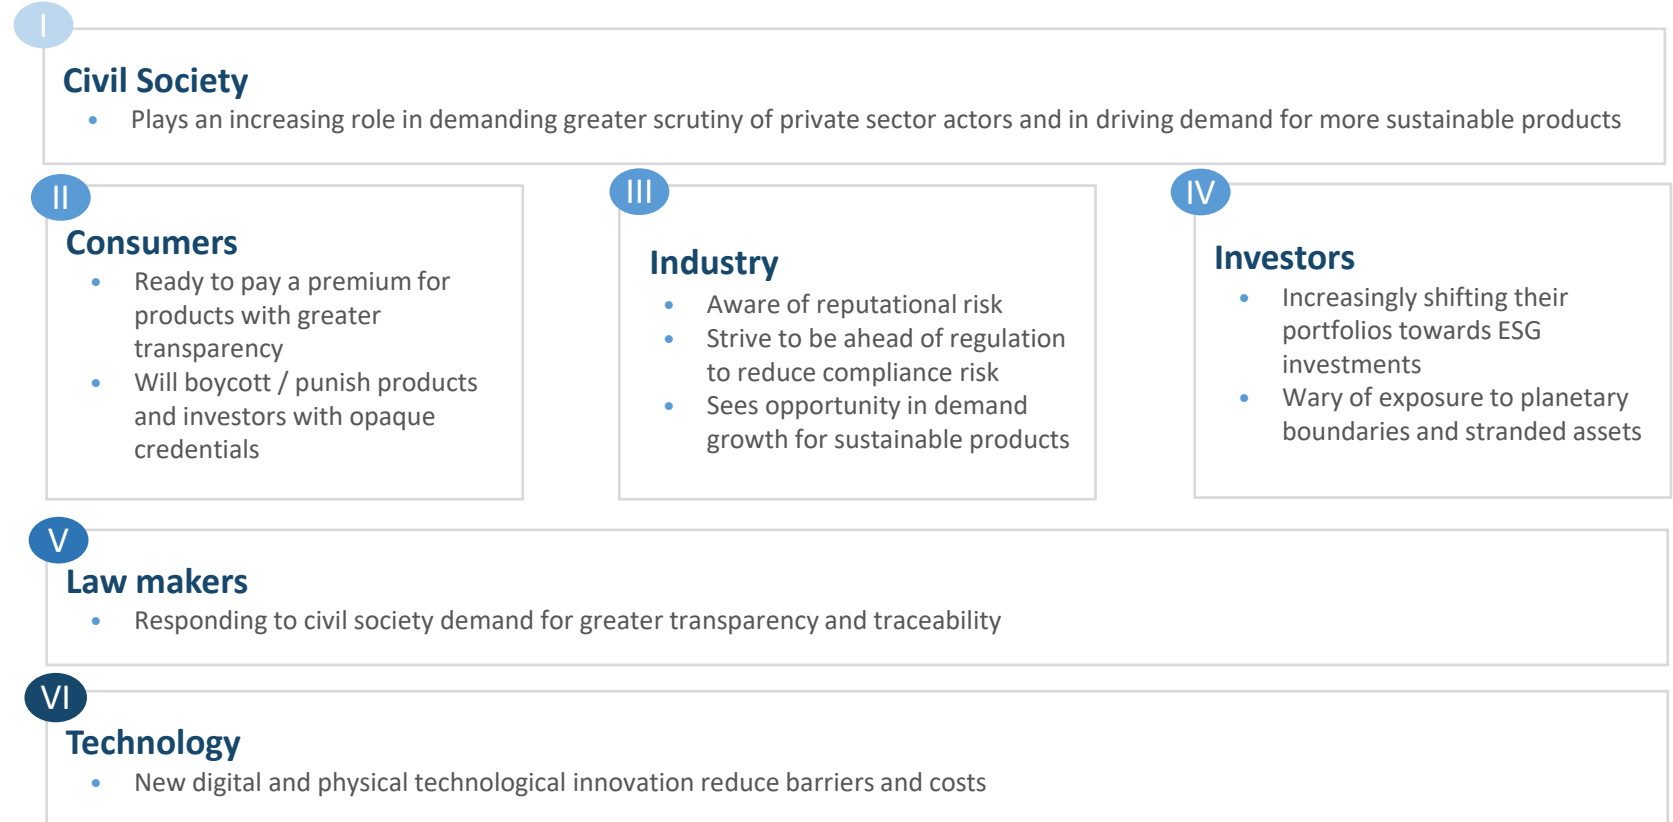 I
Civil Society
• Plays an increasing role in demanding greater scrutiny of private sector actors and in driving demand for more sustainable products
II
Consumers
• Ready to pay a premium for
products with greater
transparency
• Will boycott / punish products
and investors with opaque
credentials
III
Industry
• Aware of reputational risk
• Strive to be ahead of regulation
to reduce compliance risk
• Sees opportunity in demand
growth for sustainable products
IV
Investors
• Increasingly shifting their
portfolios towards ESG
investments
• Wary of exposure to planetary
boundaries and stranded assets
V
Law makers
• Responding to civil society demand for greater transparency and traceability
VI
Technology
• New digital and physical technological innovation reduce barriers and costs